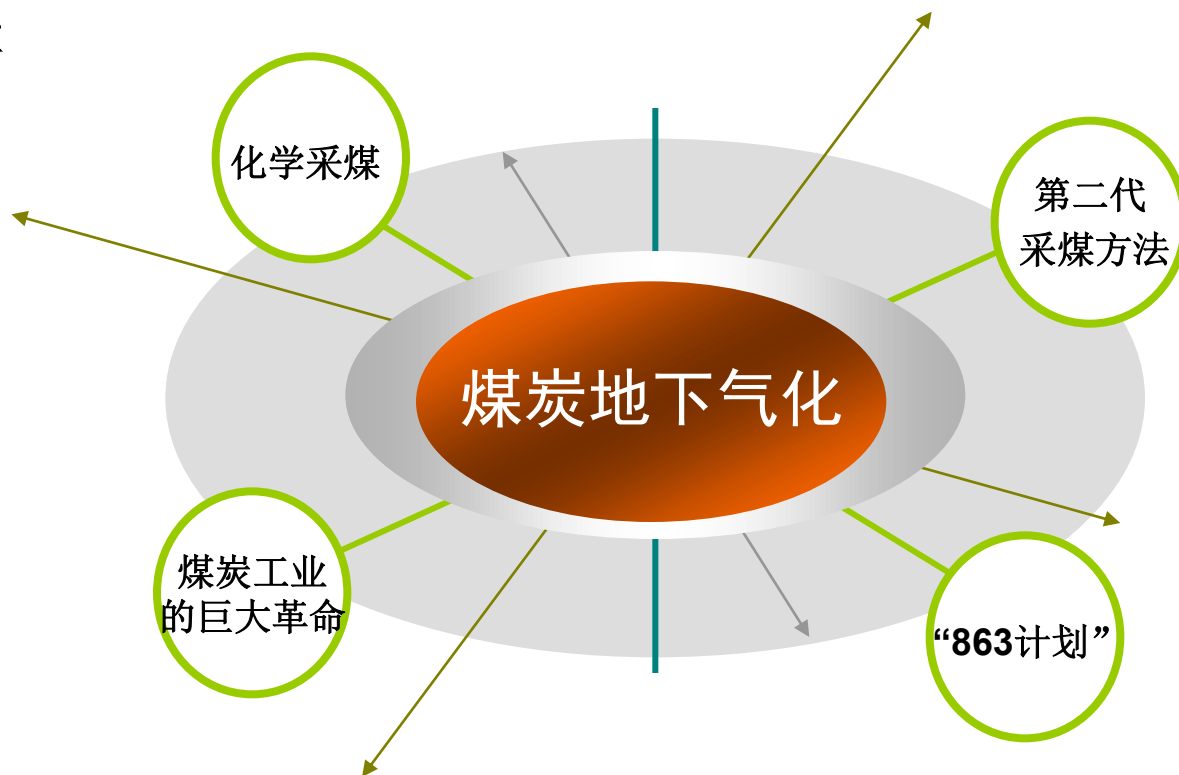 化学采煤
第二代
采煤方法
煤炭地下气化
煤炭工业
的巨大革命
“863计划”